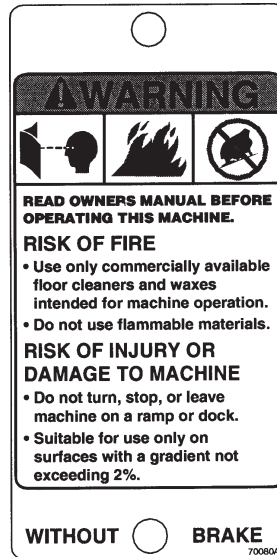 WARNING
READ OWNERS MANUAL BEFORE
OPERATING THIS MACHINE.
RISK OF FIRE
• Use only commercially available
floor cleaners and waxes
intended for machine operation.
• Do not use flammable materials.
RISK OF INJURY OR
DAMAGE TO MACHINE
• Do not turn, stop, or leave
machine on a ramp or dock.
• Suitable for use only on
surfaces with a gradient not
exceeding 2%.
WITHOUT BRAKE